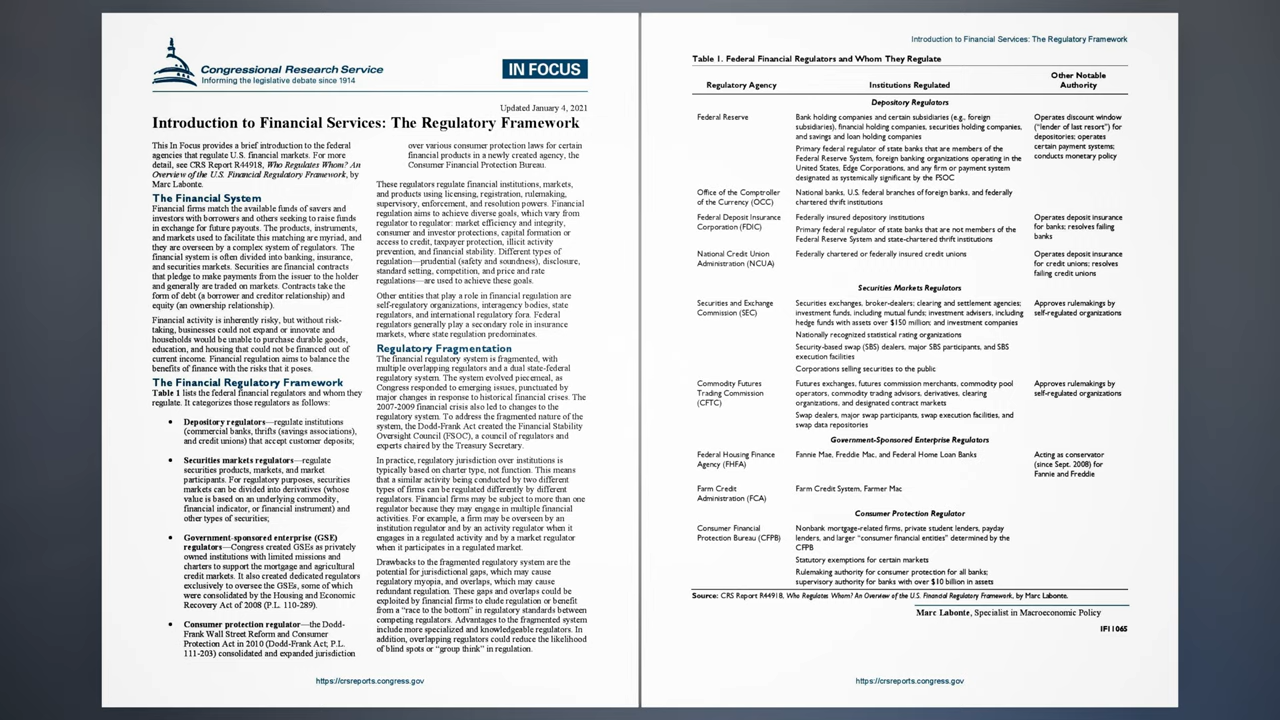 Congressional Research Service
Informing the legislative debate since 1914
IN FOCUS
Updated January 4, 2021
Introduction to Financial Services: The Regulatory Framework
This In Focus provides a brief introduction to the federal
agencies that regulate U.S. financial markets. For more
detail, see CRS Report R44918, Who Regulates Whom? An
Overview of the U.S. Financial Regulatory Framework, by
Marc Labonte.
The Financial System
Financial firms match the available funds of savers and
investors with borrowers and others seeking to raise funds
in exchange for future payouts. The products, instruments,
and markets used to facilitate this matching are myriad, and
they are overseen by a complex system of regulators. The
financial system is often divided into banking, insurance,
and securities markets. Securities are financial contracts
that pledge to make payments from the issuer to the holder
and generally are traded on markets. Contracts take the
form of debt (a borrower and creditor relationship) and
equity (an ownership relationship).
Financial activity is inherently risky, but without risk-
taking, businesses could not expand or innovate and
households would be unable to purchase durable goods,
education, and housing that could not be financed out of
current income. Financial regulation aims to balance the
benefits of finance with the risks that it poses.
The Financial Regulatory Framework
Table 1 lists the federal financial regulators and whom they
regulate. It categorizes those regulators as follows:
• Depository regulators—regulate institutions
(commercial banks, thrifts (savings associations),
and credit unions) that accept customer deposits;
• Securities markets regulators—regulate
securities products, markets, and market
participants. For regulatory purposes, securities
markets can be divided into derivatives (whose
value is based on an underlying commodity,
financial indicator, or financial instrument) and
other types of securities;
• Government-sponsored enterprise (GSE)
regulators—Congress created GSEs as privately
owned institutions with limited missions and
charters to support the mortgage and agricultural
credit markets. It also created dedicated regulators
exclusively to oversee the GSEs, some of which
were consolidated by the Housing and Economic
Recovery Act of 2008 (P.L. 110-289).
• Consumer protection regulator—the Dodd-
Frank Wall Street Reform and Consumer
Protection Act in 2010 (Dodd-Frank Act; P.L.
111-203) consolidated and expanded jurisdiction
over various consumer protection laws for certain
financial products in a newly created agency, the
Consumer Financial Protection Bureau.
These regulators regulate financial institutions, markets,
and products using licensing, registration, rulemaking,
supervisory, enforcement, and resolution powers. Financial
regulation aims to achieve diverse goals, which vary from
regulator to regulator: market efficiency and integrity,
consumer and investor protections, capital formation or
access to credit, taxpayer protection, illicit activity
prevention, and financial stability. Different types of
regulation—prudential (safety and soundness), disclosure,
standard setting, competition, and price and rate
regulations—are used to achieve these goals.
Other entities that play a role in financial regulation are
self-regulatory organizations, interagency bodies, state
regulators, and international regulatory fora. Federal
regulators generally play a secondary role in insurance
markets, where state regulation predominates.
Regulatory Fragmentation
The financial regulatory system is fragmented, with
multiple overlapping regulators and a dual state-federal
regulatory system. The system evolved piecemeal, as
Congress responded to emerging issues, punctuated by
major changes in response to historical financial crises. The
2007-2009 financial crisis also led to changes to the
regulatory system. To address the fragmented nature of the
system, the Dodd-Frank Act created the Financial Stability
Oversight Council (FSOC), a council of regulators and
experts chaired by the Treasury Secretary.
In practice, regulatory jurisdiction over institutions is
typically based on charter type, not function. This means
that a similar activity being conducted by two different
types of firms can be regulated differently by different
regulators. Financial firms may be subject to more than one
regulator because they may engage in multiple financial
activities. For example, a firm may be overseen by an
institution regulator and by an activity regulator when it
engages in a regulated activity and by a market regulator
when it participates in a regulated market.
Drawbacks to the fragmented regulatory system are the
potential for jurisdictional gaps, which may cause
regulatory myopia, and overlaps, which may cause
redundant regulation. These gaps and overlaps could be
exploited by financial firms to elude regulation or benefit
from a “race to the bottom” in regulatory standards between
competing regulators. Advantages to the fragmented system
include more specialized and knowledgeable regulators. In
addition, overlapping regulators could reduce the likelihood
of blind spots or “group think” in regulation.
https://crsreports.congress.gov
Introduction to Financial Services: The Regulatory Framework
Table 1. Federal Financial Regulators and Whom They Regulate
Regulatory Agency
Institutions Regulated
Other Notable
Authority
Depository Regulators
Federal Reserve
Bank holding companies and certain subsidiaries (e.g., foreign
subsidiaries), financial holding companies, securities holding companies,
and savings and loan holding companies
Primary federal regulator of state banks that are members of the
Federal Reserve System, foreign banking organizations operating in the
United States, Edge Corporations, and any firm or payment system
designated as systemically significant by the FSOC
Operates discount window
(“lender of last resort”) for
depositories; operates
certain payment systems;
conducts monetary policy
Office of the Comptroller
of the Currency (OCC)
National banks, U.S. federal branches of foreign banks, and federally
chartered thrift institutions
Federal Deposit Insurance
Corporation (FDIC)
Federally insured depository institutions
Primary federal regulator of state banks that are not members of the
Federal Reserve System and state-chartered thrift institutions
Operates deposit insurance
for banks; resolves failing
banks
National Credit Union
Administration (NCUA)
Federally chartered or federally insured credit unions
Operates deposit insurance
for credit unions; resolves
failing credit unions
Securities Markets Regulators
Securities and Exchange
Commission (SEC)
Securities exchanges, broker-dealers; clearing and settlement agencies;
investment funds, including mutual funds; investment advisers, including
hedge funds with assets over $150 million; and investment companies
Nationally recognized statistical rating organizations
Security-based swap (SBS) dealers, major SBS participants, and SBS
execution facilities
Corporations selling securities to the public
Approves rulemakings by
self-regulated organizations
Commodity Futures
Trading Commission
(CFTC)
Futures exchanges, futures commission merchants, commodity pool
operators, commodity trading advisors, derivatives, clearing
organizations, and designated contract markets
Swap dealers, major swap participants, swap execution facilities, and
swap data repositories
Approves rulemakings by
self-regulated organizations
Government-Sponsored Enterprise Regulators
Federal Housing Finance
Agency (FHFA)
Fannie Mae, Freddie Mac, and Federal Home Loan Banks
Acting as conservator
(since Sept. 2008) for
Fannie and Freddie
Farm Credit
Administration (FCA)
Farm Credit System, Farmer Mac
Consumer Protection Regulator
Consumer Financial
Protection Bureau (CFPB)
Nonbank mortgage-related firms, private student lenders, payday
lenders, and larger “consumer financial entities” determined by the
CFPB
Statutory exemptions for certain markets
Rulemaking authority for consumer protection for all banks;
supervisory authority for banks with over $10 billion in assets
Source: CRS Report R44918, Who Regulates Whom? An Overview of the U.S. Financial Regulatory Framework, by Marc Labonte.
Marc Labonte, Specialist in Macroeconomic Policy
IF11065
https://crsreports.congress.gov